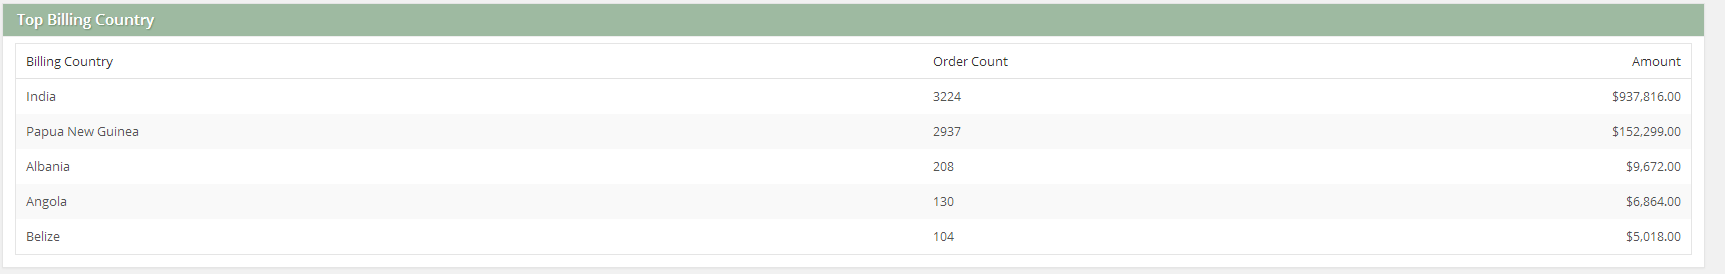 Top Billing Country
Billing Country Order Count Amount
India 3224 $937,816.00
Papua New Guinea 2937 $152,299.00
Albania 208 $9,672.00
Angola 130 $6,864.00
Belize 104 $5,018.00